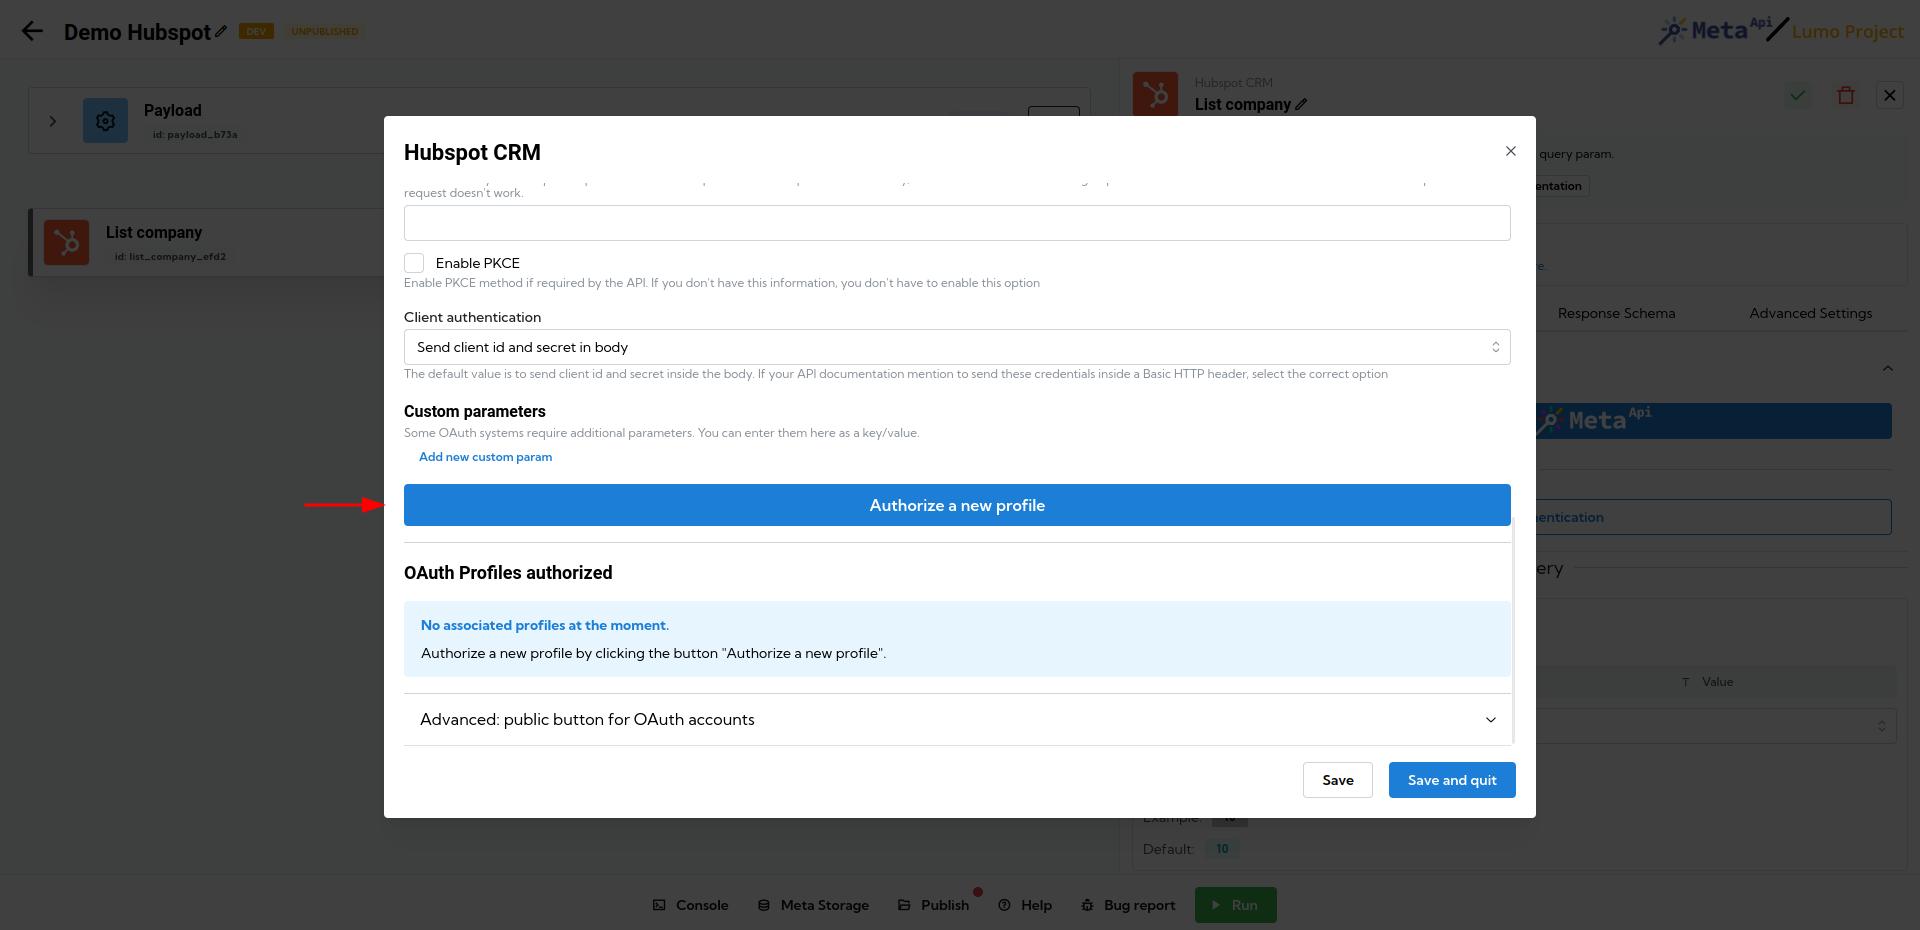 Demo Hubspot
DEV
UNPUBLISHED
Meta Api
Lumo Project
Payload
id: payload_b73a
List company
id: list_company_efd2
Hubspot CRM
List company
query param.
entation
e.
Response Schema
Advanced Settings
Meta Api
entication
ery
T Value
Example: 10
Default: 10
Hubspot CRM
request doesn't work.
Enable PKCE
Enable PKCE method if required by the API. If you don't have this information, you don't have to enable this option
Client authentication
Send client id and secret in body
The default value is to send client id and secret inside the body. If your API documentation mention to send these credentials inside a Basic HTTP header, select the correct option
Custom parameters
Some OAuth systems require additional parameters. You can enter them here as a key/value.
Add new custom param
Authorize a new profile
OAuth Profiles authorized
No associated profiles at the moment.
Authorize a new profile by clicking the button "Authorize a new profile".
Advanced: public button for OAuth accounts
Save
Save and quit
Console
Meta Storage
Publish
Help
Bug report
Run